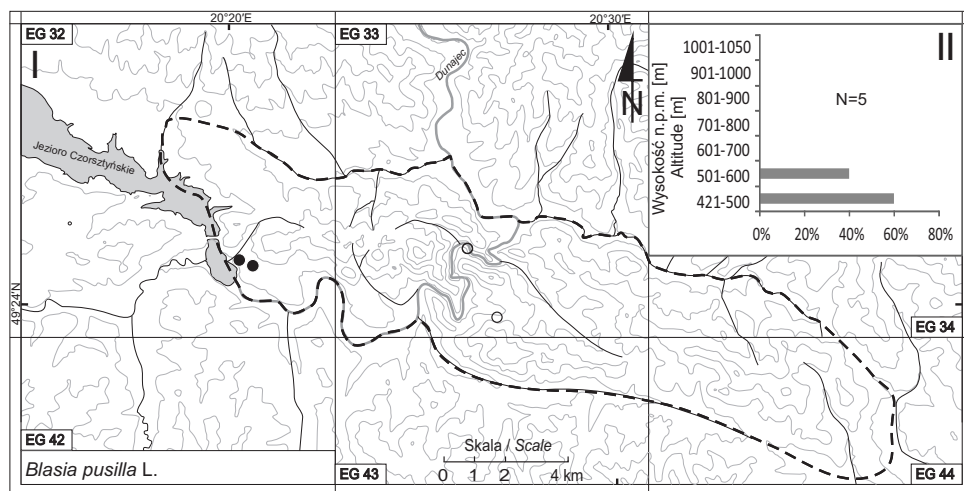 20°20'E
20°30'E
EG 32
EG 33
I
II
Dunajec
N
Jezioro Czorsztyńskie
49°24'N
Wysokość n.p.m. [m]
Altitude [m]
1001-1050
901-1000
801-900
701-800
601-700
501-600
421-500
N=5
0% 20% 40% 60% 80%
EG 34
EG 42
EG 43
EG 44
Skala / Scale
0 1 2 4 km
Blasia pusilla L.